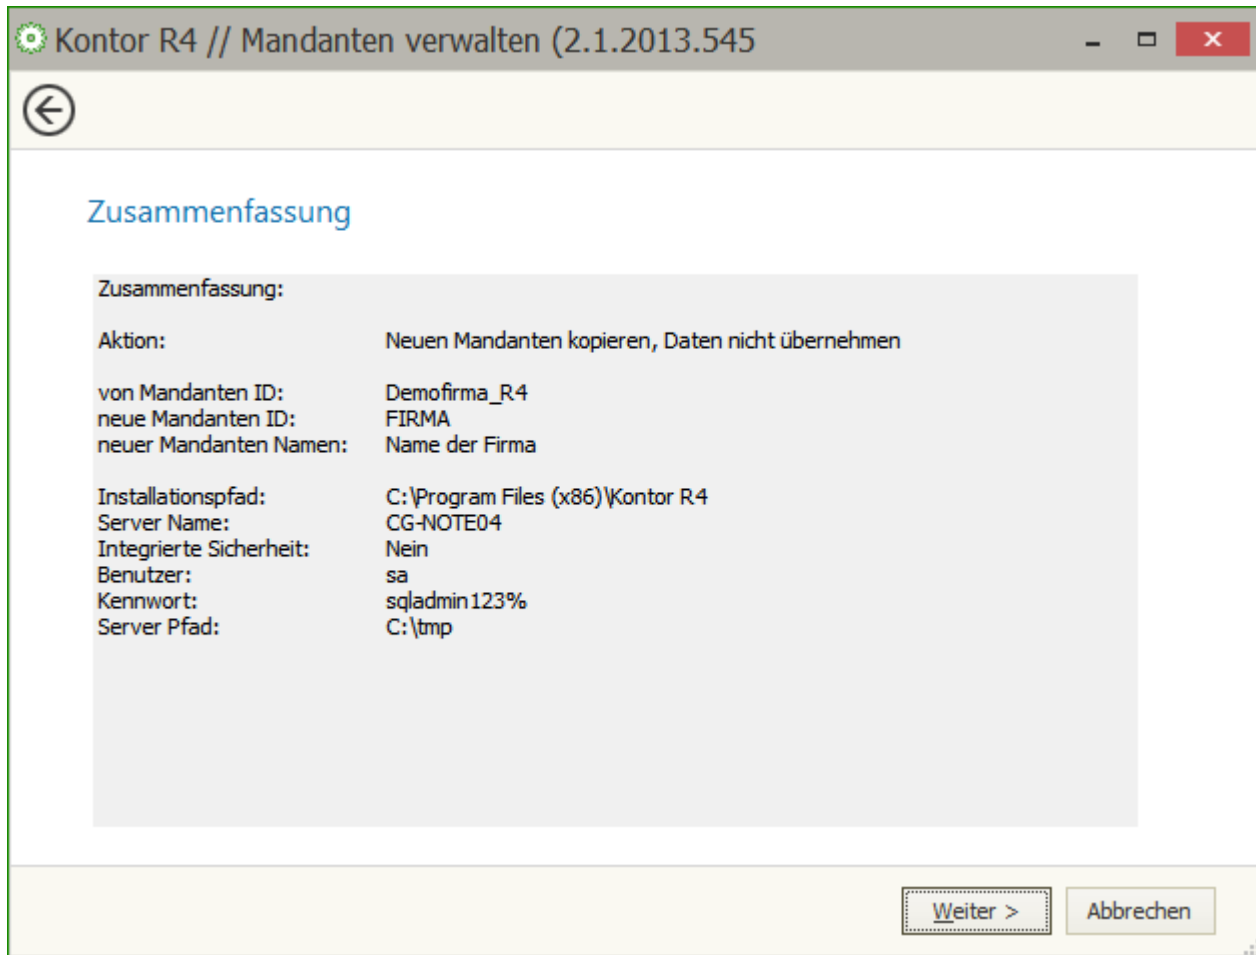 Kontor R4 // Mandanten verwalten (2.1.2013.545
Zusammenfassung
Zusammenfassung:
Aktion: Neuen Mandanten kopieren, Daten nicht übernehmen
von Mandanten ID: Demofirma_R4
neue Mandanten ID: FIRMA
neuer Mandanten Namen: Name der Firma
Installationspfad: C:\Program Files (x86)\Kontor R4
Server Name: CG-NOTE04
Integrierte Sicherheit: Nein
Benutzer: sa
Kennwort: sqladmin123%
Server Pfad: C:\tmp
Weiter > Abbrechen